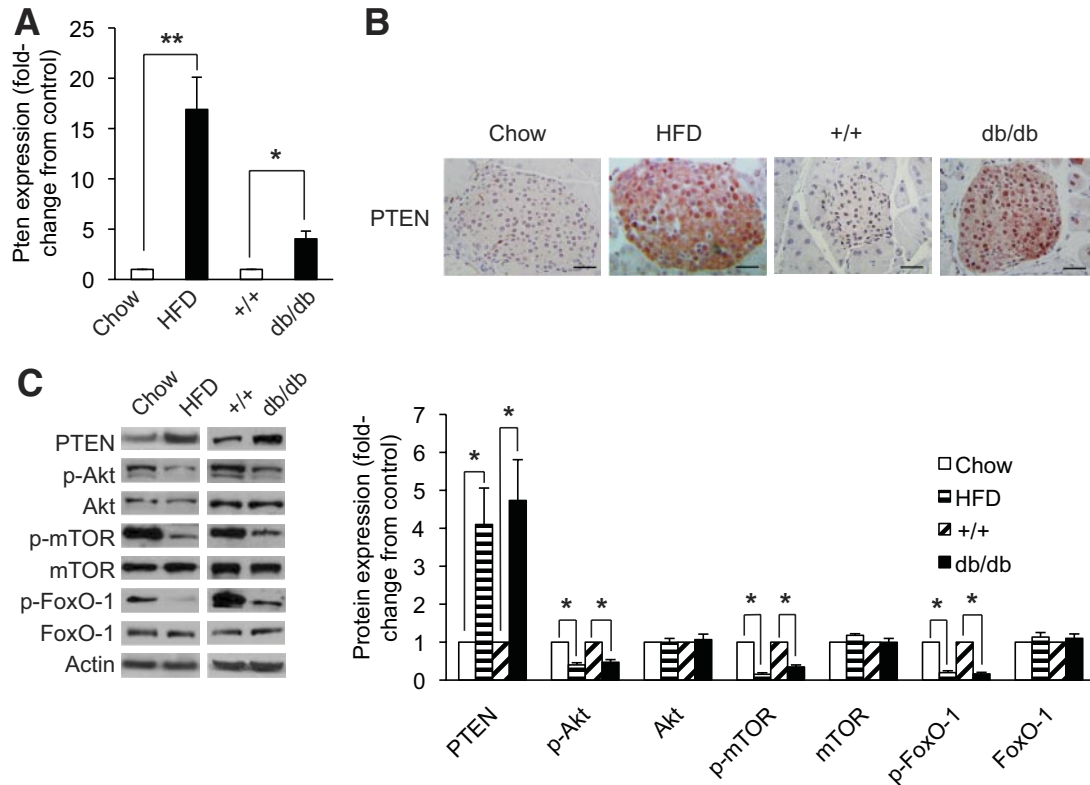 A
Pten expression (fold-
change from control)
25
20
15
10
5
0
**
*
Chow
HFD
+/+
db/db
B
Chow HFD +/+ db/db
PTEN
C
Chow HFD +/+ db/db
PTEN
p-Akt
Akt
p-mTOR
mTOR
p-FoxO-1
FoxO-1
Actin
Protein expression (fold-
change from control)
7
6
5
4
3
2
1
0
* *
* *
* *
* *
Chow
HFD
+/+
db/db
PTEN
p-Akt
Akt
p-mTOR
mTOR
p-FoxO-1
FoxO-1